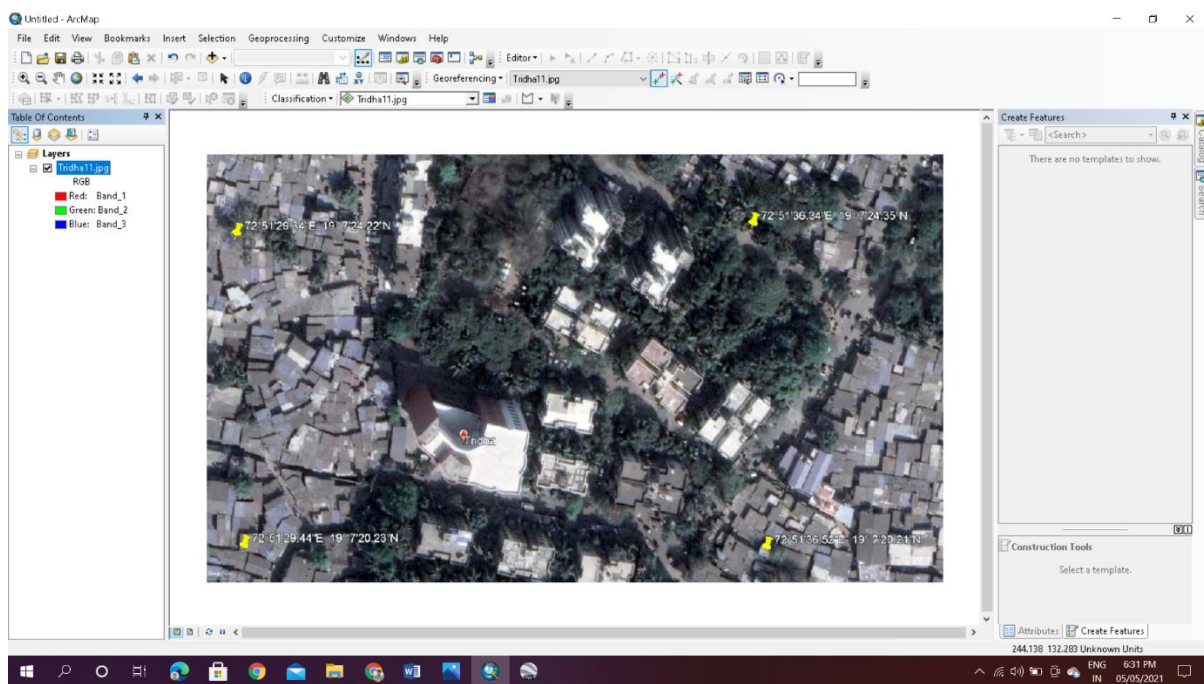 Untitled - ArcMap
File Edit View Bookmarks Insert Selection Geoprocessing Customize Windows Help
Editor
Georeferencing Tridha11.jpg
Classification Tridha11.jpg
Table Of Contents
Layers
Tridha11.jpg
RGB
Red: Band_1
Green: Band_2
Blue: Band_3
72°51'29.34"E 19° 7'24.22"N
72°51'36.34"E 19° 7'24.35"N
Tridha
72°51'29.44"E 19° 7'20.23"N
72°51'36.52"E 19° 7'20.21"N
Create Features
<Search>
There are no templates to show.
Construction Tools
Select a template.
Attributes Create Features
244.138 132.283 Unknown Units
ENG 6:31 PM
IN 05/05/2021